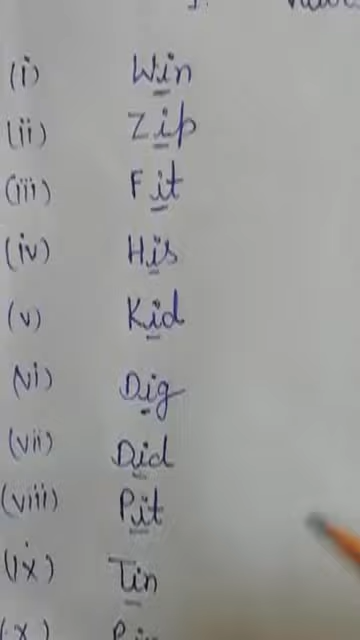 (i) Win
(ii) Zip
(iii) Fit
(iv) His
(v) Kid
(vi) Dig
(vii) Did
(viii) Pit
(ix) Tin
(x)